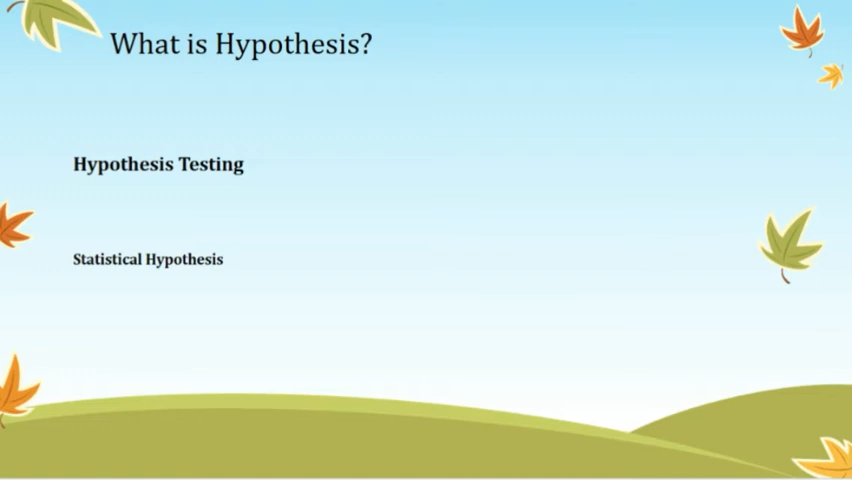 What is Hypothesis?
Hypothesis Testing
Statistical Hypothesis